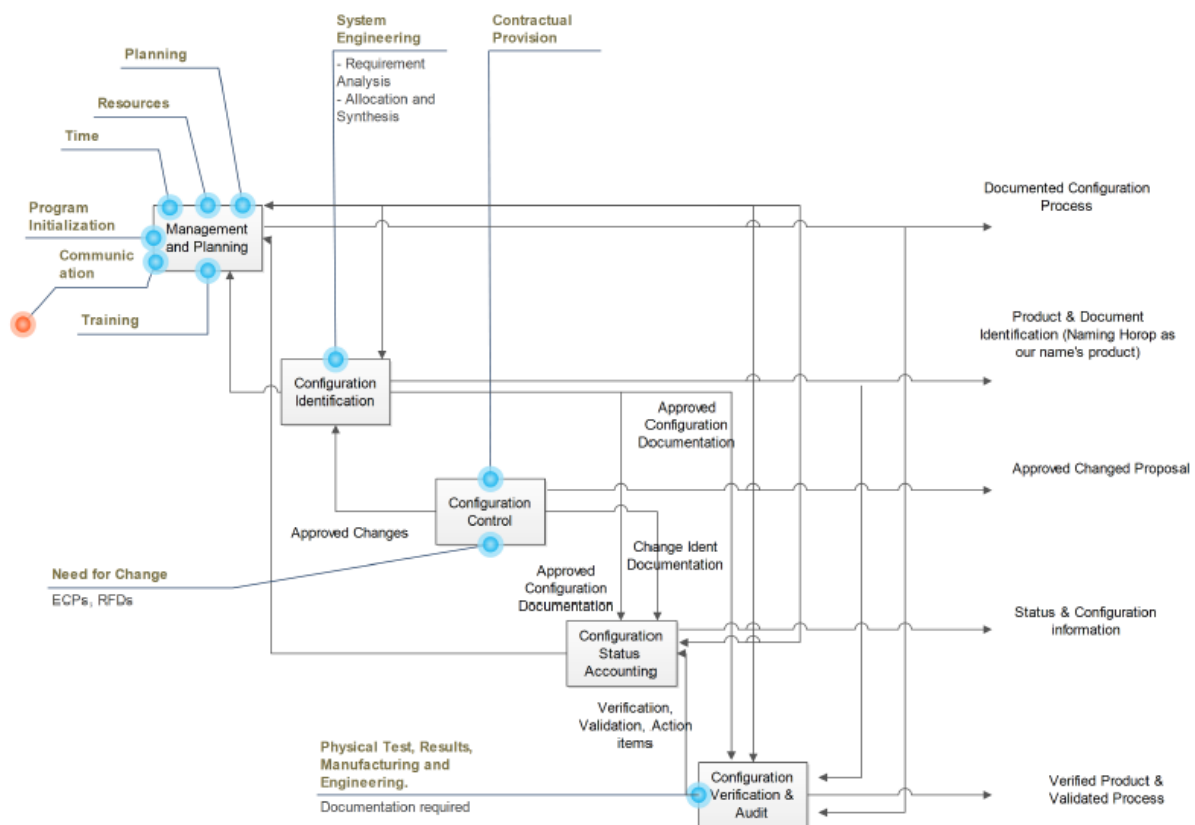 System
Engineering
- Requirement
Analysis
- Allocation and
Synthesis
Contractual
Provision
Planning
Resources
Time
Program
Initialization
Communic
ation
Training
Management
and Planning
Documented Configuration
Process
Product & Document
Identification (Naming Horop as
our name's product)
Configuration
Identification
Approved
Configuration
Documentation
Approved Changed Proposal
Configuration
Control
Approved Changes
Change Ident
Documentation
Need for Change
ECPs, RFDs
Approved
Configuration
Documentation
Configuration
Status
Accounting
Status & Configuration
information
Verification,
Validation, Action
items
Physical Test, Results,
Manufacturing and
Engineering.
Documentation required
Configuration
Verification &
Audit
Verified Product &
Validated Process